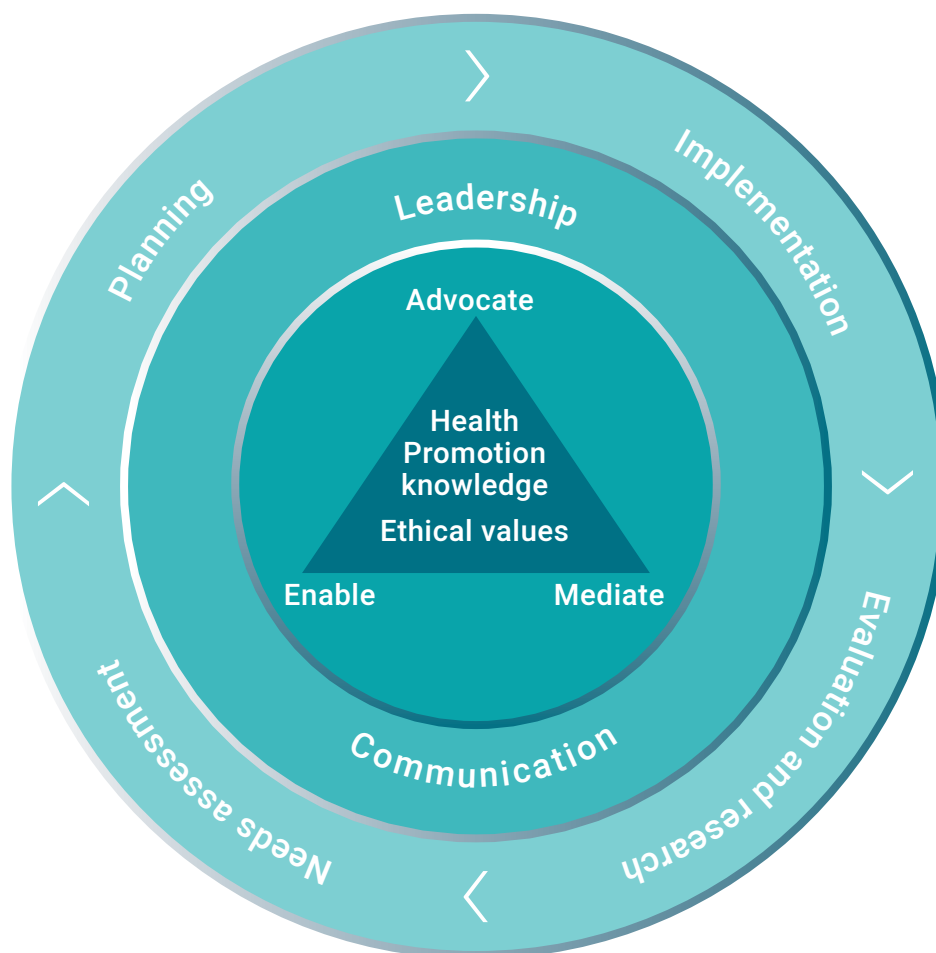 Planning
Implementation
Leadership
Advocate
Health
Promotion
knowledge
Ethical values
Enable
Mediate
Communication
Needs assessment
Evaluation and research